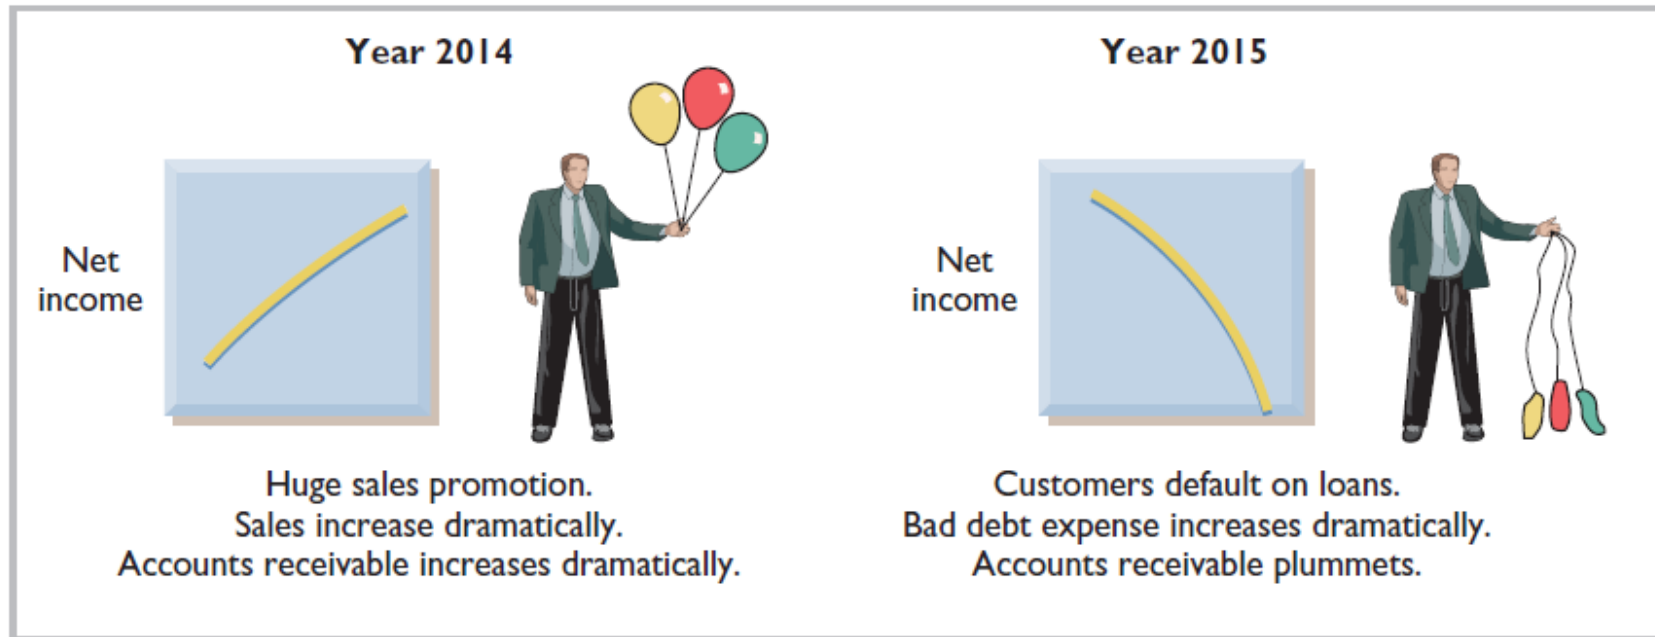 Year 2014
Net
income
Huge sales promotion.
Sales increase dramatically.
Accounts receivable increases dramatically.
Year 2015
Net
income
Customers default on loans.
Bad debt expense increases dramatically.
Accounts receivable plummets.